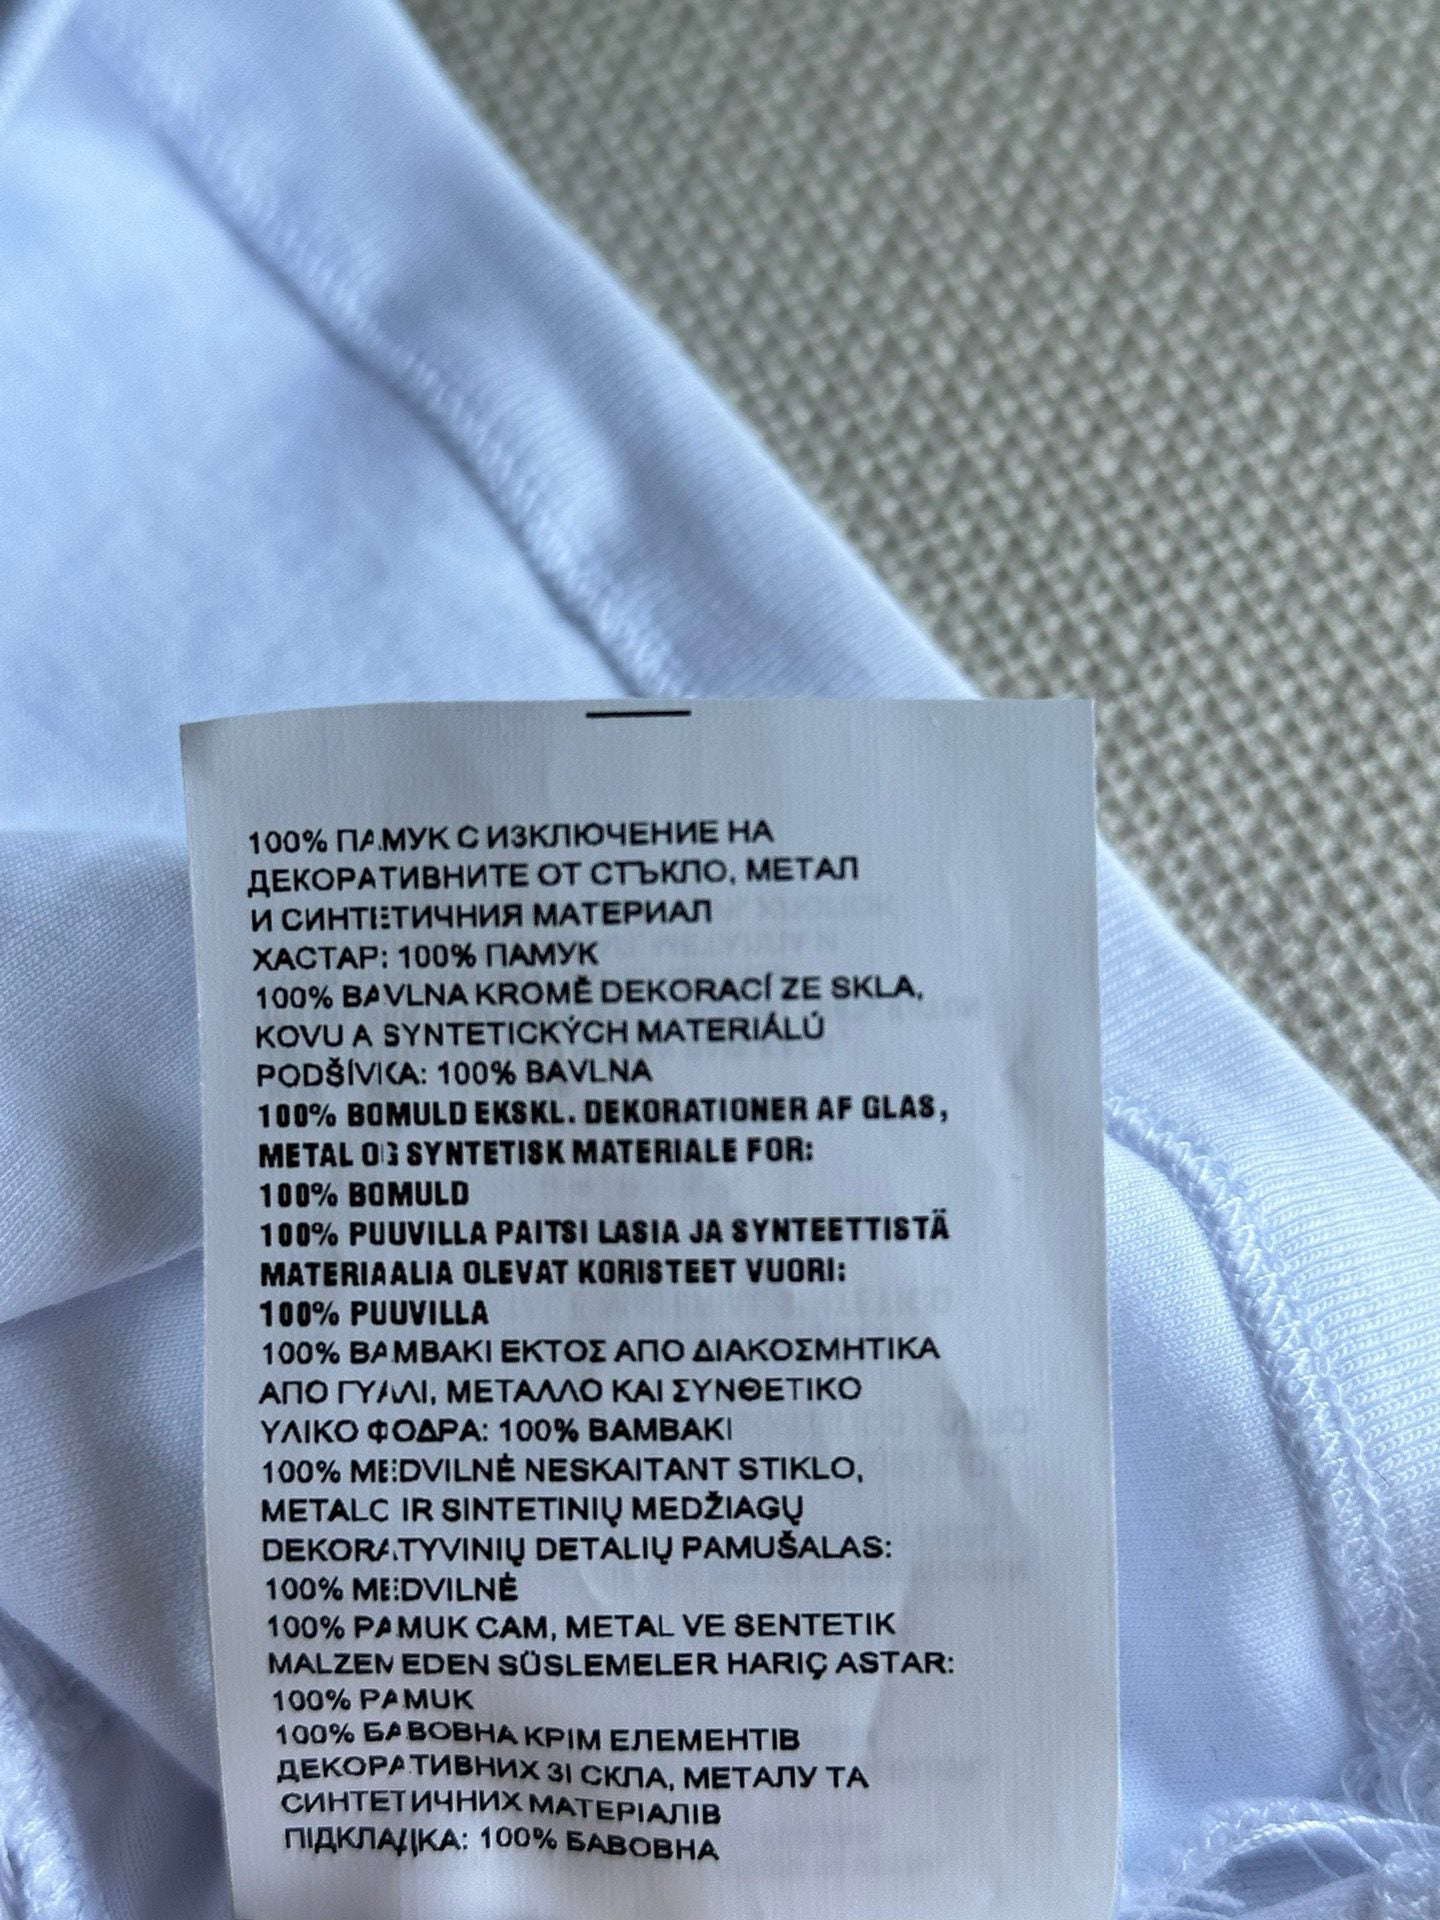 100% ПАМУК С ИЗКЛЮЧЕНИЕ НА
ДЕКОРАТИВНИТЕ ОТ СТЪКЛО, МЕТАЛ
И СИНТЕТИЧНИЯ МАТЕРИАЛ
ХАСТАР: 100% ПАМУК
100% BAVLNA KROMĚ DEKORACÍ ZE SKLA,
KOVU A SYNTETICKÝCH MATERIÁLÚ
PODŠÍVKA: 100% BAVLNA
100% BOMULD EKSKL. DEKORATIONER AF GLAS,
METAL OG SYNTETISK MATERIALE FOR:
100% BOMULD
100% PUUVILLA PAITSI LASIA JA SYNTEETTISTÄ
MATERIAALIA OLEVAT KORISTEET VUORI:
100% PUUVILLA
100% ΒΑΜΒΑΚΙ ΕΚΤΟΣ ΑΠΟ ΔΙΑΚΟΣΜΗΤΙΚΑ
ΑΠΟ ΓΥΑΛΙ, ΜΕΤΑΛΛΟ ΚΑΙ ΣΥΝΘΕΤΙΚΟ
ΥΛΙΚΟ ΦΟΔΡΑ: 100% ΒΑΜΒΑΚΙ
100% MEDVILNĖ NESKAITANT STIKLO,
METALO IR SINTETINIŲ MEDŽIAGŲ
DEKORATYVINIŲ DETALIŲ PAMUŠALAS:
100% MEDVILNĖ
100% PAMUK CAM, METAL VE SENTETIK
MALZEM EDEN SÜSLEMELER HARIÇ ASTAR:
100% PAMUK
100% БАВОВНА КРІМ ЕЛЕМЕНТІВ
ДЕКОРАТИВНИХ ЗІ СКЛА, МЕТАЛУ ТА
СИНТЕТИЧНИХ МАТЕРІАЛІВ
ПІДКЛАДКА: 100% БАВОВНА